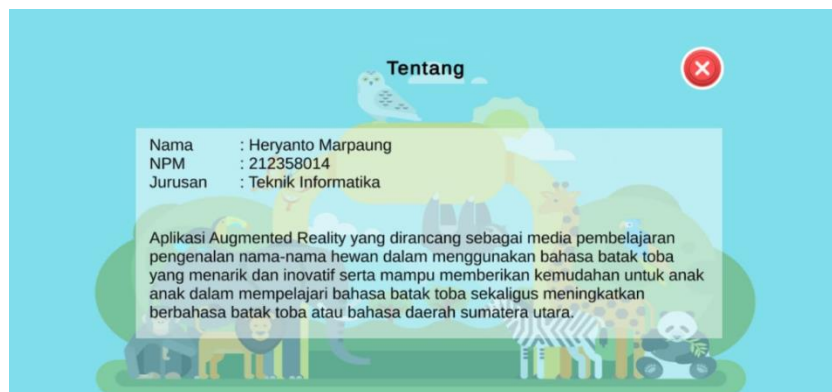 Tentang
Nama : Heryanto Marpaung
NPM : 212358014
Jurusan : Teknik Informatika
Aplikasi Augmented Reality yang dirancang sebagai media pembelajaran
pengenalan nama-nama hewan dalam menggunakan bahasa batak toba
yang menarik dan inovatif serta mampu memberikan kemudahan untuk anak
anak dalam mempelajari bahasa batak toba sekaligus meningkatkan
berbahasa batak toba atau bahasa daerah sumatera utara.